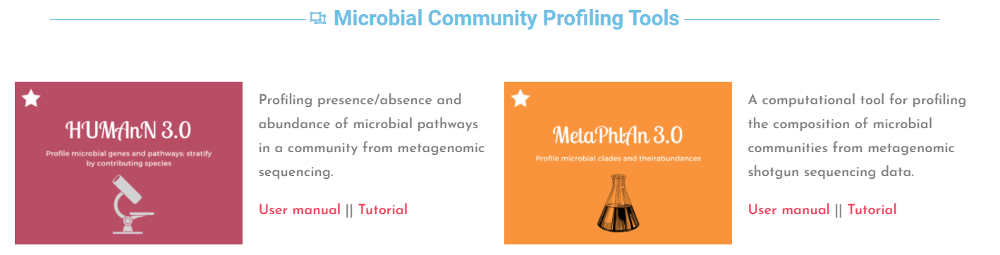 Microbial Community Profiling Tools
HUMAnN 3.0
Profile microbial genes and pathways; stratify
by contributing species
Profiling presence/absence and
abundance of microbial pathways
in a community from metagenomic
sequencing.
User manual || Tutorial
MetaPhlAn 3.0
Profile microbial clades and theirabundances
A computational tool for profiling
the composition of microbial
communities from metagenomic
shotgun sequencing data.
User manual || Tutorial